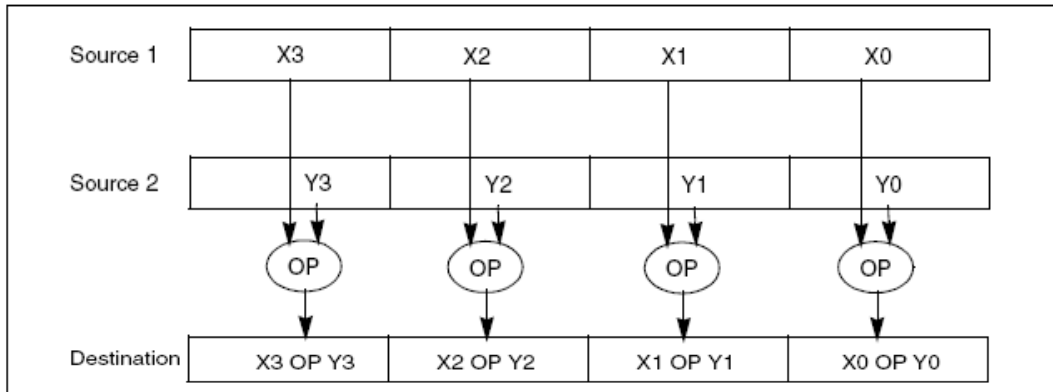 Source 1 X3 X2 X1 X0
Source 2 Y3 Y2 Y1 Y0
OP OP OP OP
Destination X3 OP Y3 X2 OP Y2 X1 OP Y1 X0 OP Y0